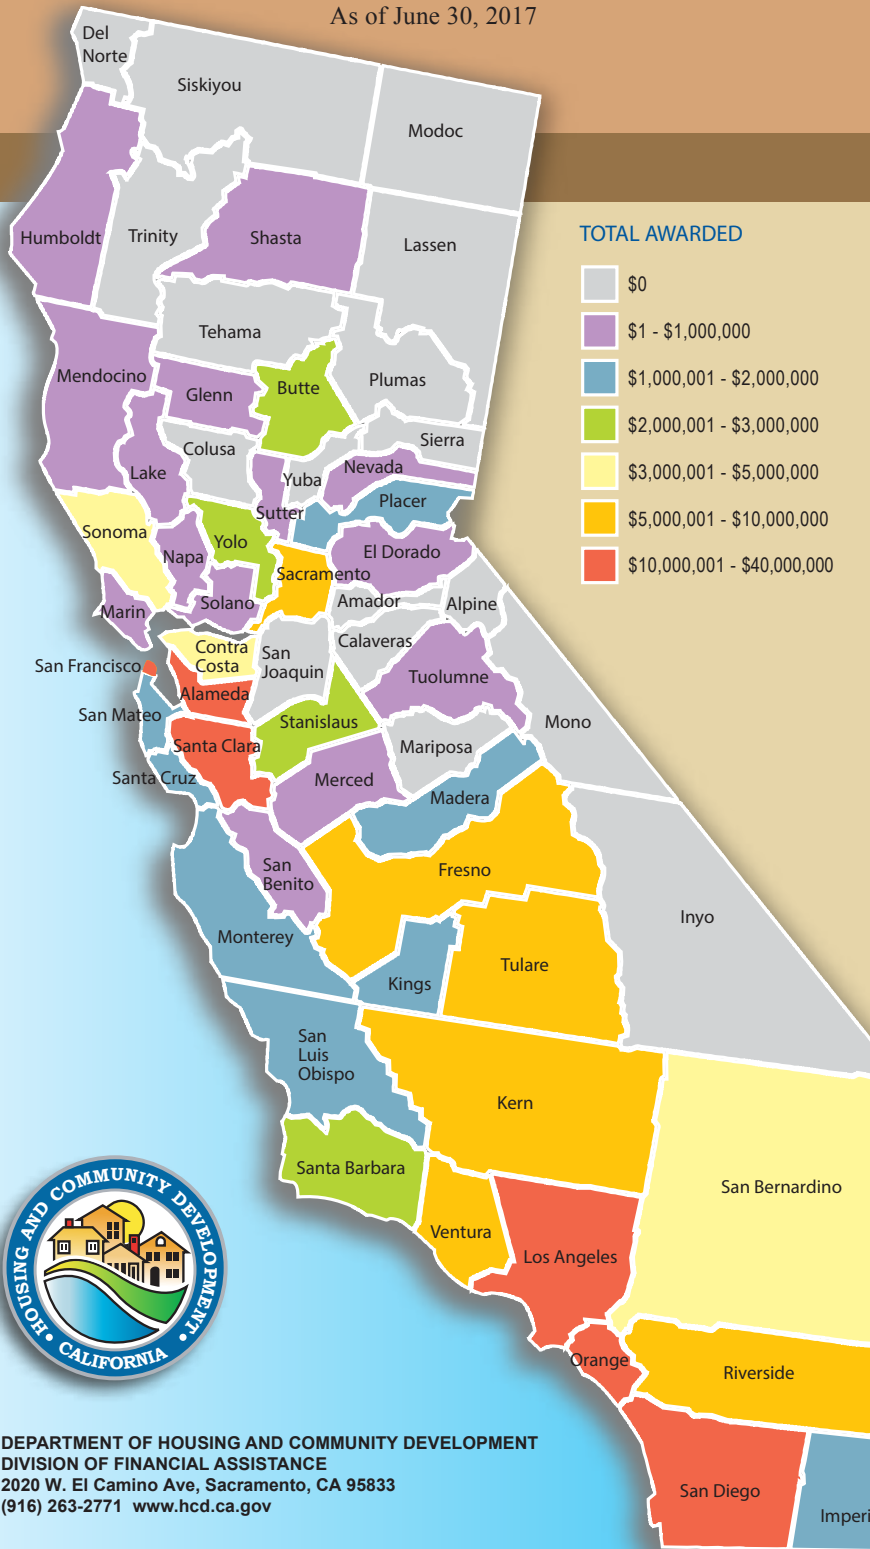 As of June 30, 2017
Del
Norte
Siskiyou
Modoc
Humboldt
Trinity
Shasta
Lassen
TOTAL AWARDED
$0
$1 - $1,000,000
$1,000,001 - $2,000,000
$2,000,001 - $3,000,000
$3,000,001 - $5,000,000
$5,000,001 - $10,000,000
$10,000,001 - $40,000,000
Tehama
Mendocino
Glenn
Butte
Plumas
Colusa
Sierra
Lake
Yuba
Nevada
Sutter
Placer
Sonoma
Napa
Yolo
El Dorado
Sacramento
Marin
Solano
Amador
Alpine
Contra
Costa
San
Joaquin
Calaveras
San Francisco
Alameda
Tuolumne
San Mateo
Stanislaus
Mono
Santa Clara
Mariposa
Santa Cruz
Merced
Madera
San
Benito
Fresno
Inyo
Monterey
Kings
Tulare
San
Luis
Obispo
Kern
Santa Barbara
San Bernardino
Ventura
Los Angeles
Orange
Riverside
San Diego
Imperi
HOUSING AND COMMUNITY DEVELOPMENT
• CALIFORNIA •
DEPARTMENT OF HOUSING AND COMMUNITY DEVELOPMENT
DIVISION OF FINANCIAL ASSISTANCE
2020 W. El Camino Ave, Sacramento, CA 95833
(916) 263-2771 www.hcd.ca.gov